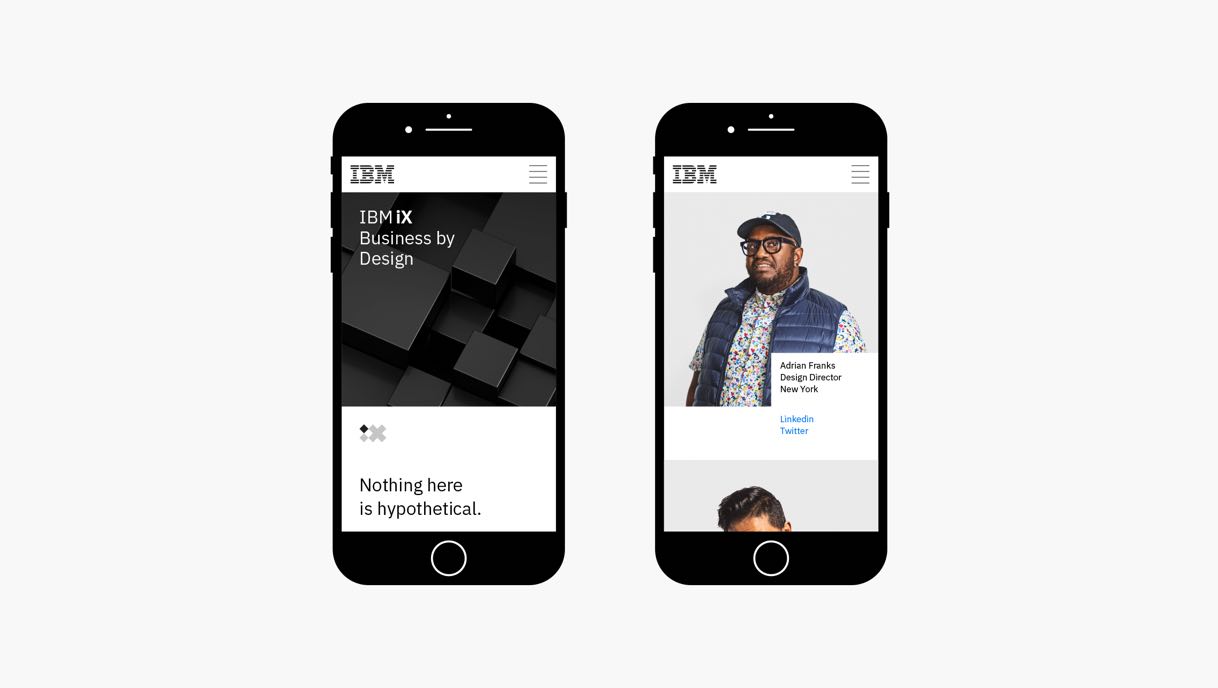 IBM
IBM iX
Business by
Design
Nothing here
is hypothetical.
IBM
Adrian Franks
Design Director
New York
Linkedin
Twitter